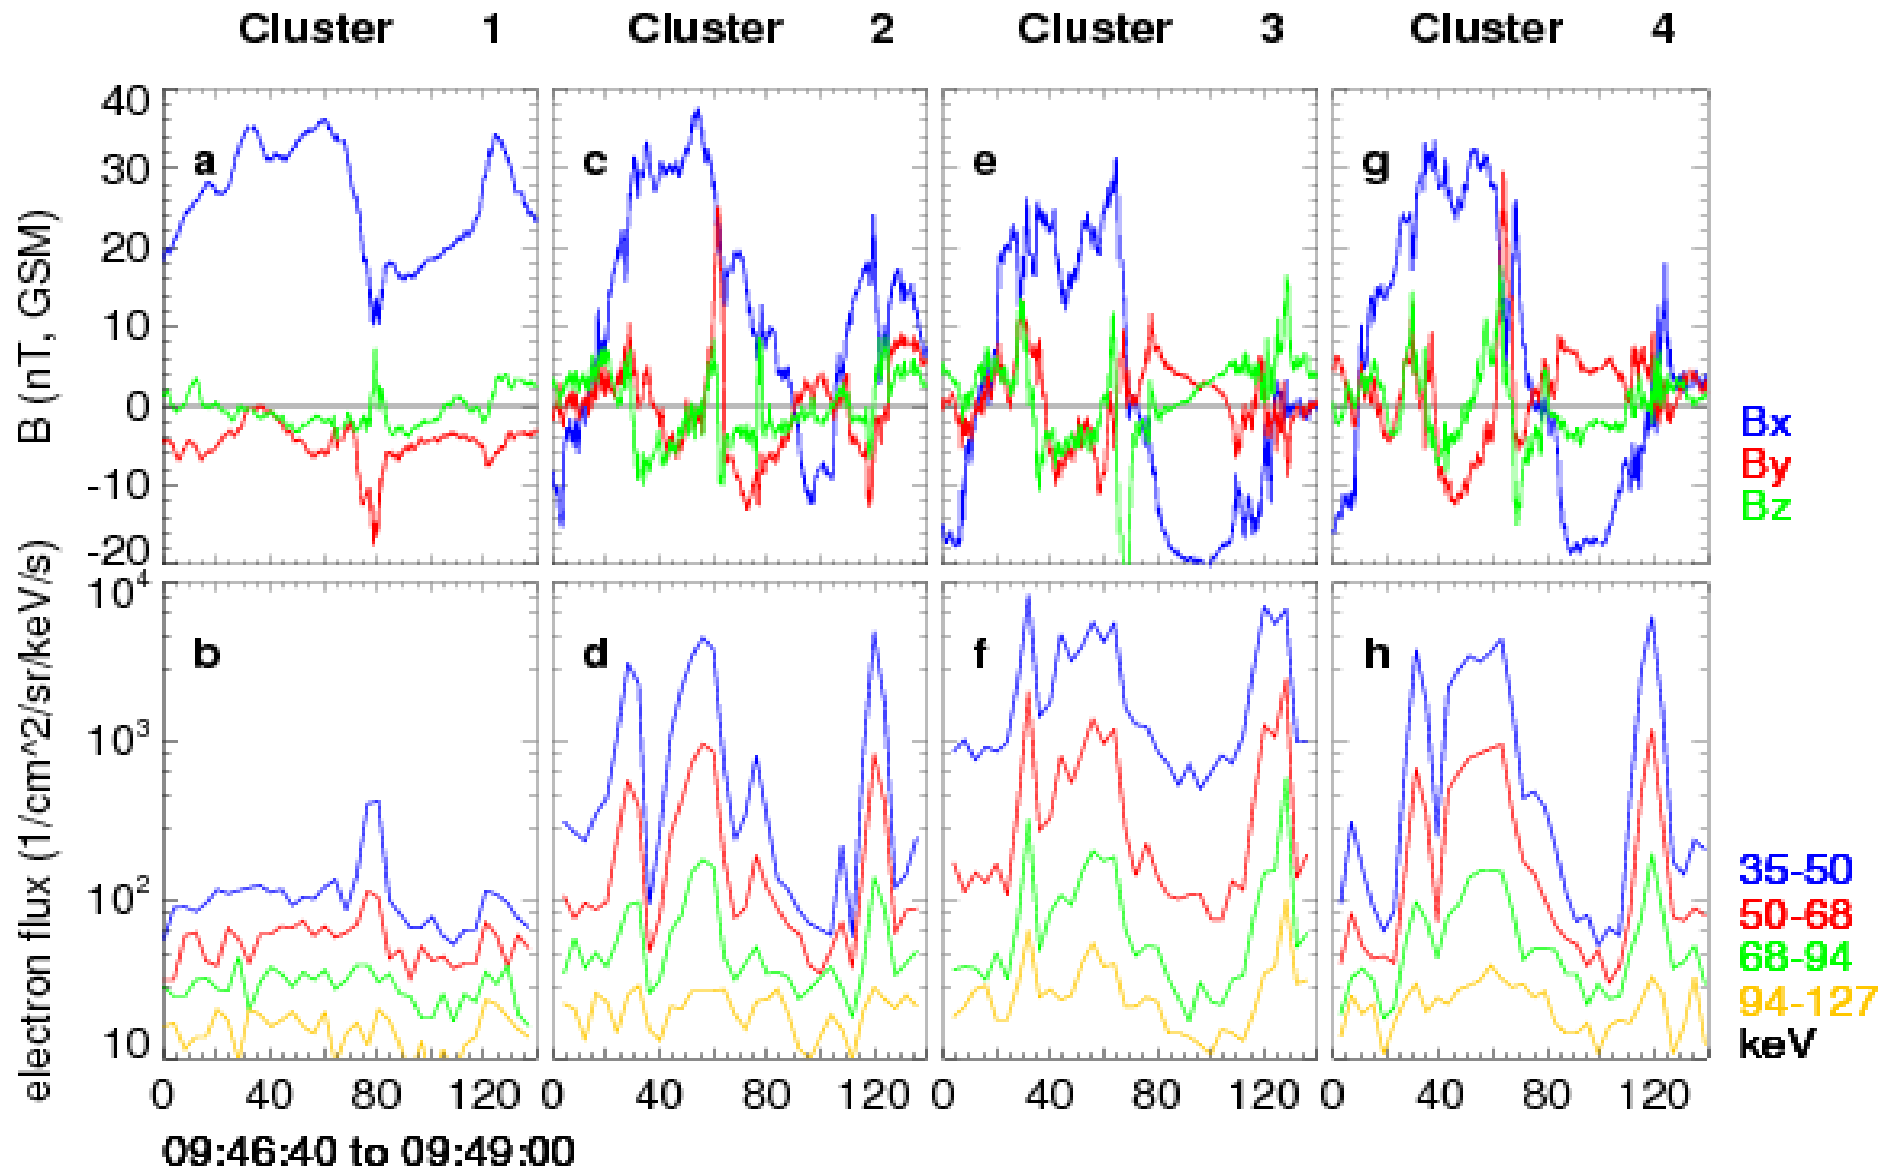 Cluster 1 Cluster 2 Cluster 3 Cluster 4
B (nT, GSM)
40
30
20
10
0
-10
-20
a
c
e
g
Bx
By
Bz
electron flux (1/cm^2/sr/keV/s)
10^4
10^3
10^2
10
b
d
f
h
35-50
50-68
68-94
94-127
keV
0 40 80 120 0 40 80 120 0 40 80 120 0 40 80 120
09:46:40 to 09:49:00